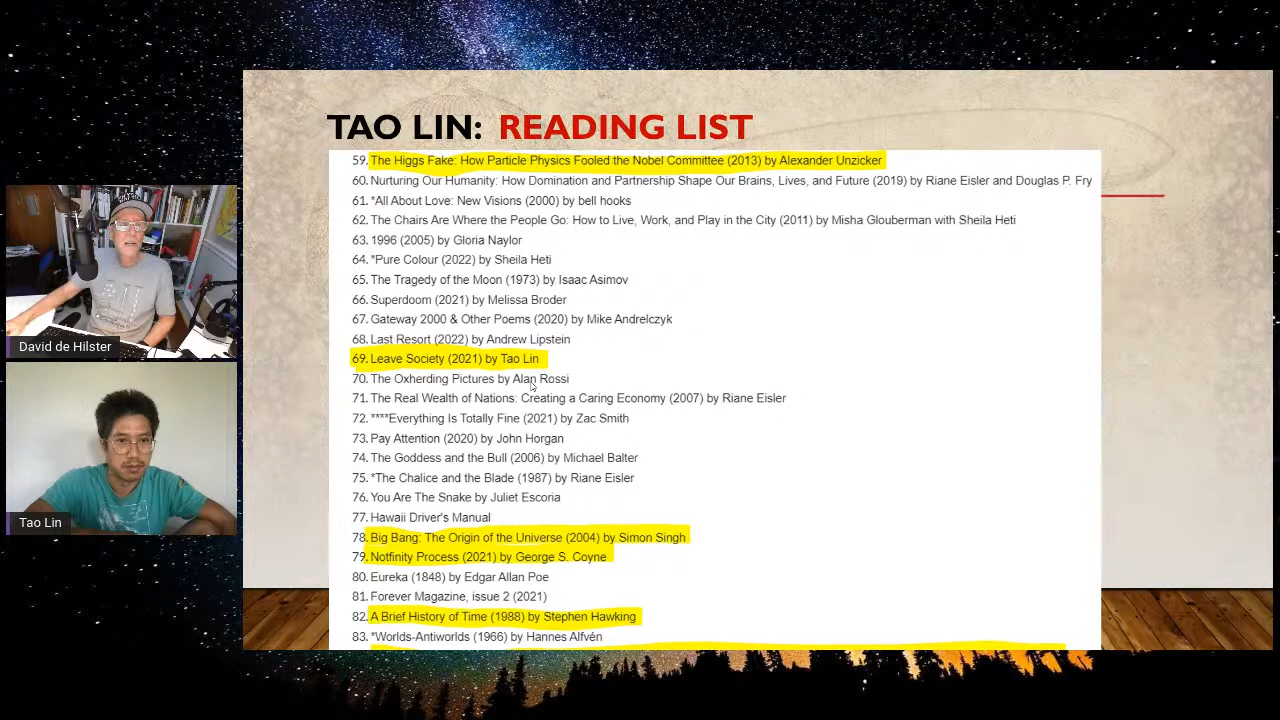 TAO LIN: READING LIST
59. The Higgs Fake: How Particle Physics Fooled the Nobel Committee (2013) by Alexander Unzicker
60. Nurturing Our Humanity: How Domination and Partnership Shape Our Brains, Lives, and Future (2019) by Riane Eisler and Douglas P. Fry
61. *All About Love: New Visions (2000) by bell hooks
62. The Chairs Are Where the People Go: How to Live, Work, and Play in the City (2011) by Misha Glouberman with Sheila Heti
63. 1996 (2005) by Gloria Naylor
64. *Pure Colour (2022) by Sheila Heti
65. The Tragedy of the Moon (1973) by Isaac Asimov
66. Superdoom (2021) by Melissa Broder
67. Gateway 2000 & Other Poems (2020) by Mike Andrelczyk
68. Last Resort (2022) by Andrew Lipstein
69. Leave Society (2021) by Tao Lin
70. The Oxherding Pictures by Alan Rossi
71. The Real Wealth of Nations: Creating a Caring Economy (2007) by Riane Eisler
72. ****Everything Is Totally Fine (2021) by Zac Smith
73. Pay Attention (2020) by John Horgan
74. The Goddess and the Bull (2006) by Michael Balter
75. *The Chalice and the Blade (1987) by Riane Eisler
76. You Are The Snake by Juliet Escoria
77. Hawaii Driver's Manual
78. Big Bang: The Origin of the Universe (2004) by Simon Singh
79. Notfinity Process (2021) by George S. Coyne
80. Eureka (1848) by Edgar Allan Poe
81. Forever Magazine, issue 2 (2021)
82. A Brief History of Time (1988) by Stephen Hawking
83. *Worlds-Antiworlds (1966) by Hannes Alfvén
David de Hilster
Tao Lin